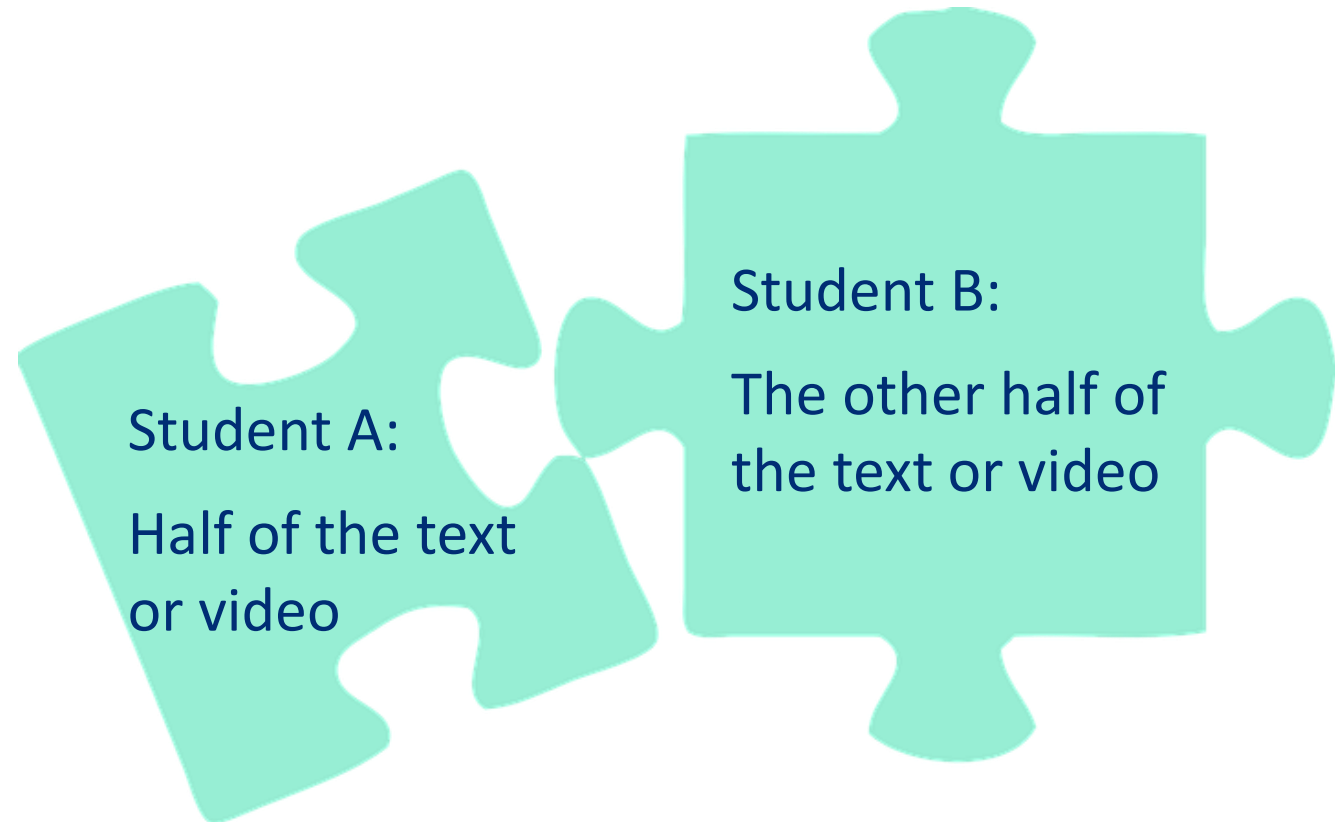 Student A:
Half of the text
or video
Student B:
The other half of
the text or video